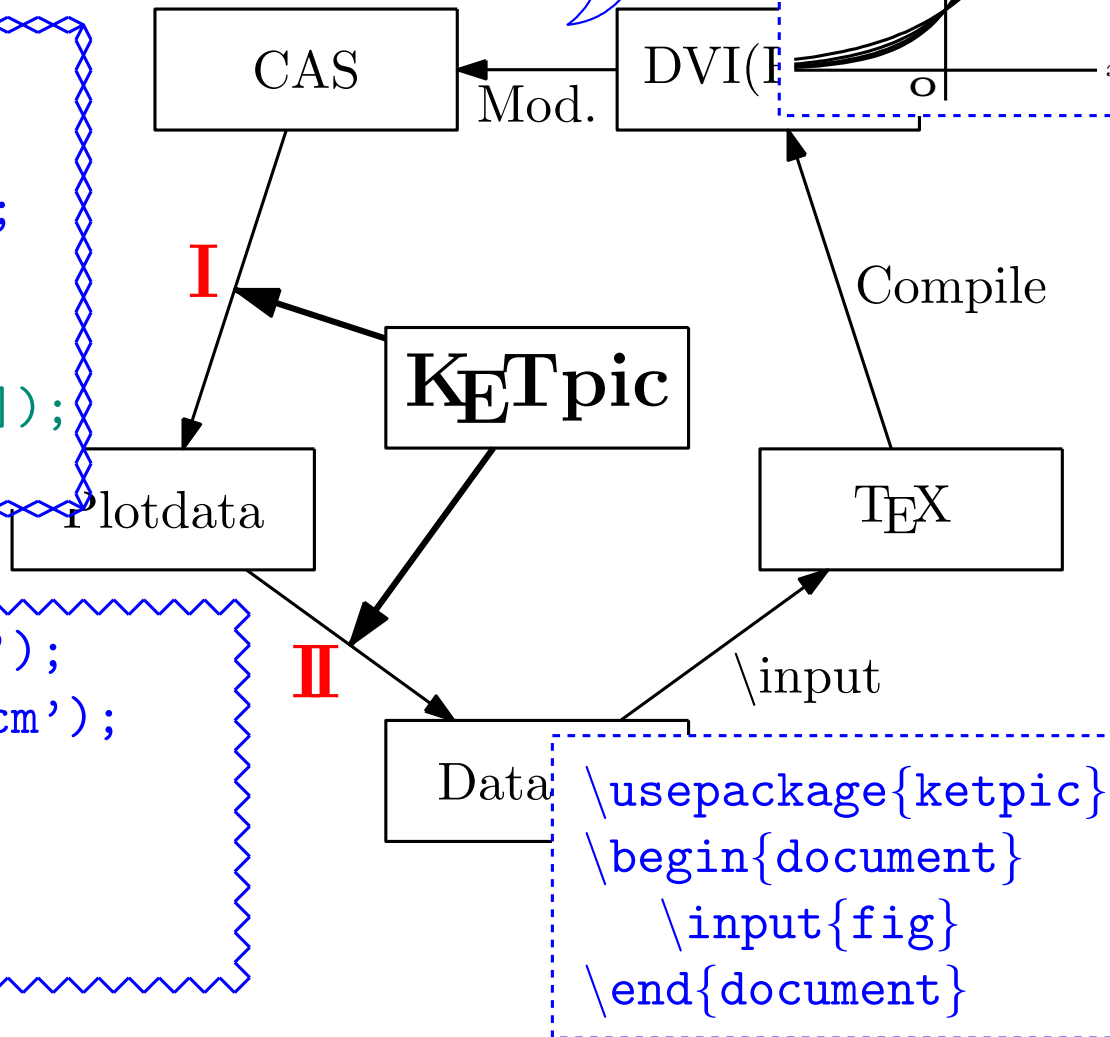 CAS
DVI(
Mod.
;
I
Compile
KETpic
]);
Plotdata
TEX
');
II
cm');
\input
Data
\usepackage{ketpic}
\begin{document}
\input{fig}
\end{document}
O